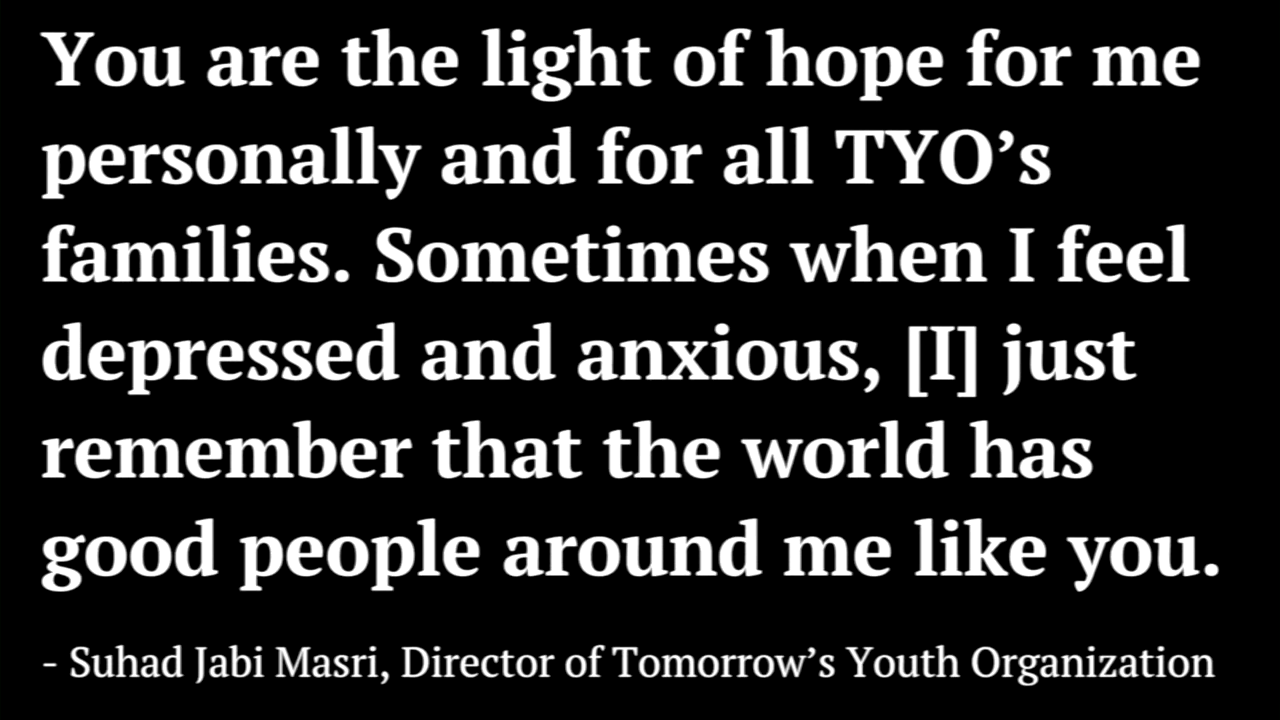 You are the light of hope for me
personally and for all TYO’s
families. Sometimes when I feel
depressed and anxious, [I] just
remember that the world has
good people around me like you.
- Suhad Jabi Masri, Director of Tomorrow’s Youth Organization